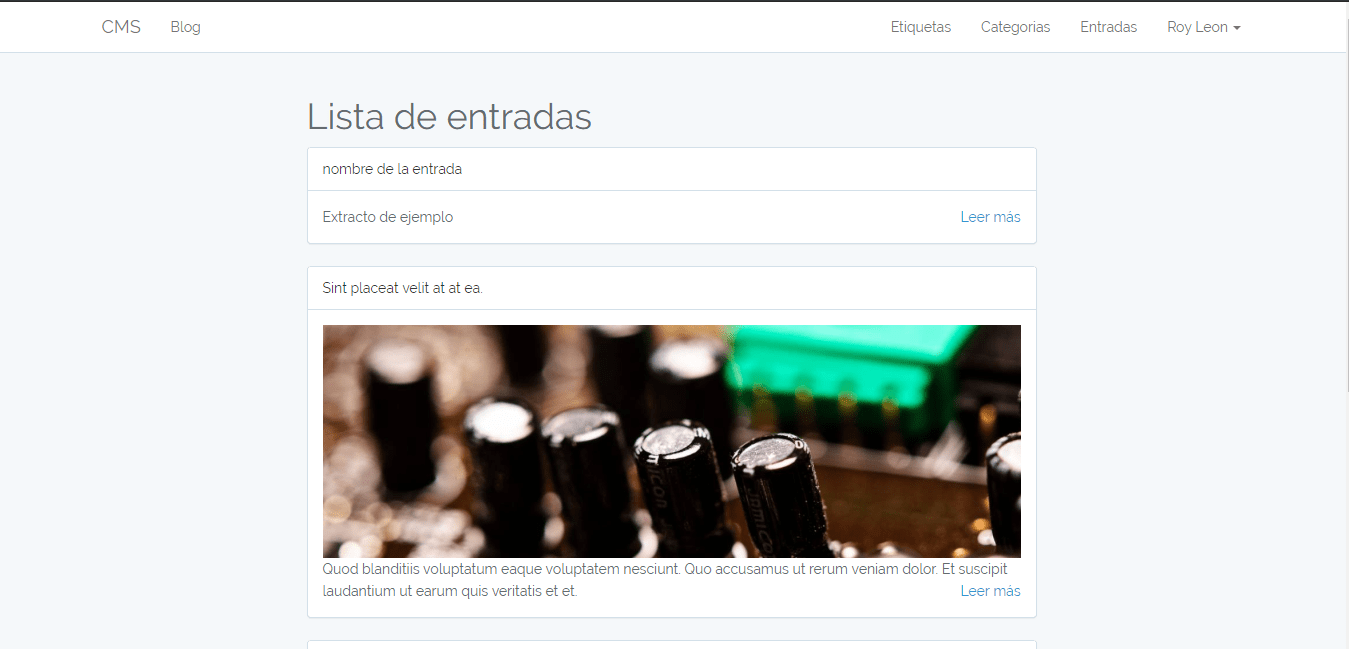 CMS Blog Etiquetas Categorias Entradas Roy Leon
Lista de entradas
nombre de la entrada
Extracto de ejemplo Leer más
Sint placeat velit at at ea.
Quod blanditiis voluptatum eaque voluptatem nesciunt. Quo accusamus ut rerum veniam dolor. Et suscipit
laudantium ut earum quis veritatis et et. Leer más